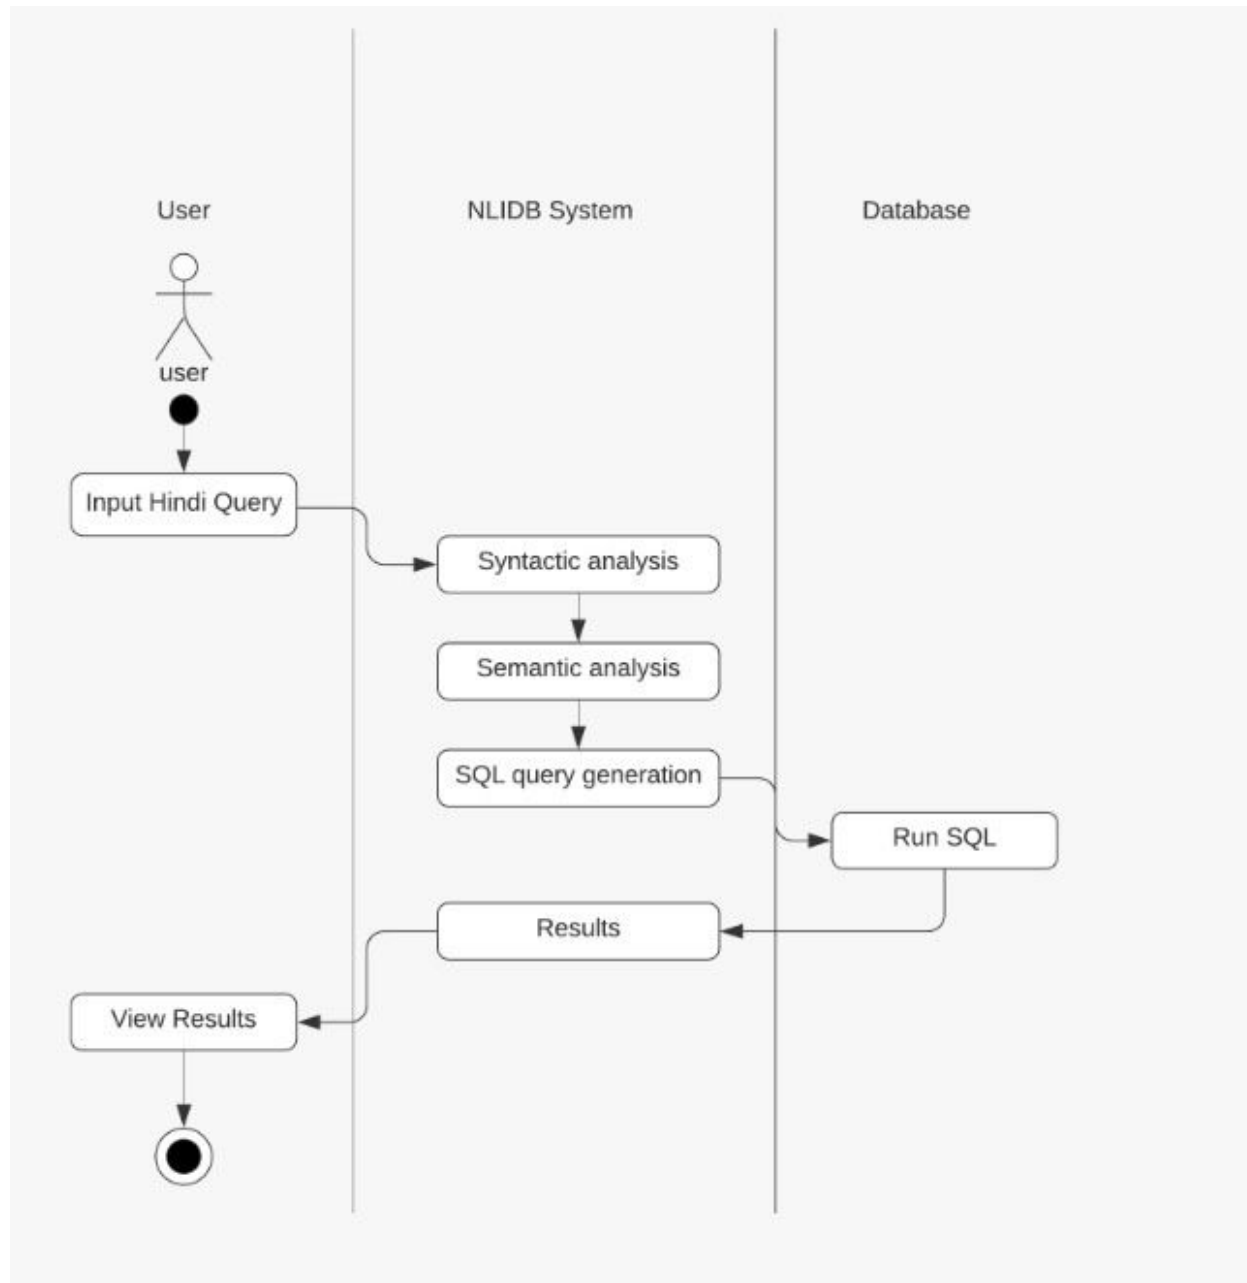 User
NLIDB System
Database
user
Input Hindi Query
Syntactic analysis
Semantic analysis
SQL query generation
Run SQL
Results
View Results